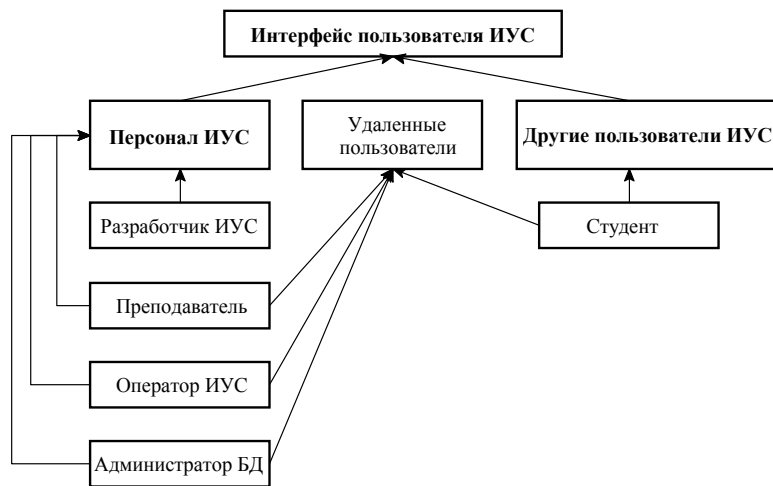 Интерфейс пользователя ИУС
Персонал ИУС
Удаленные
пользователи
Другие пользователи ИУС
Разработчик ИУС
Студент
Преподаватель
Оператор ИУС
Администратор БД